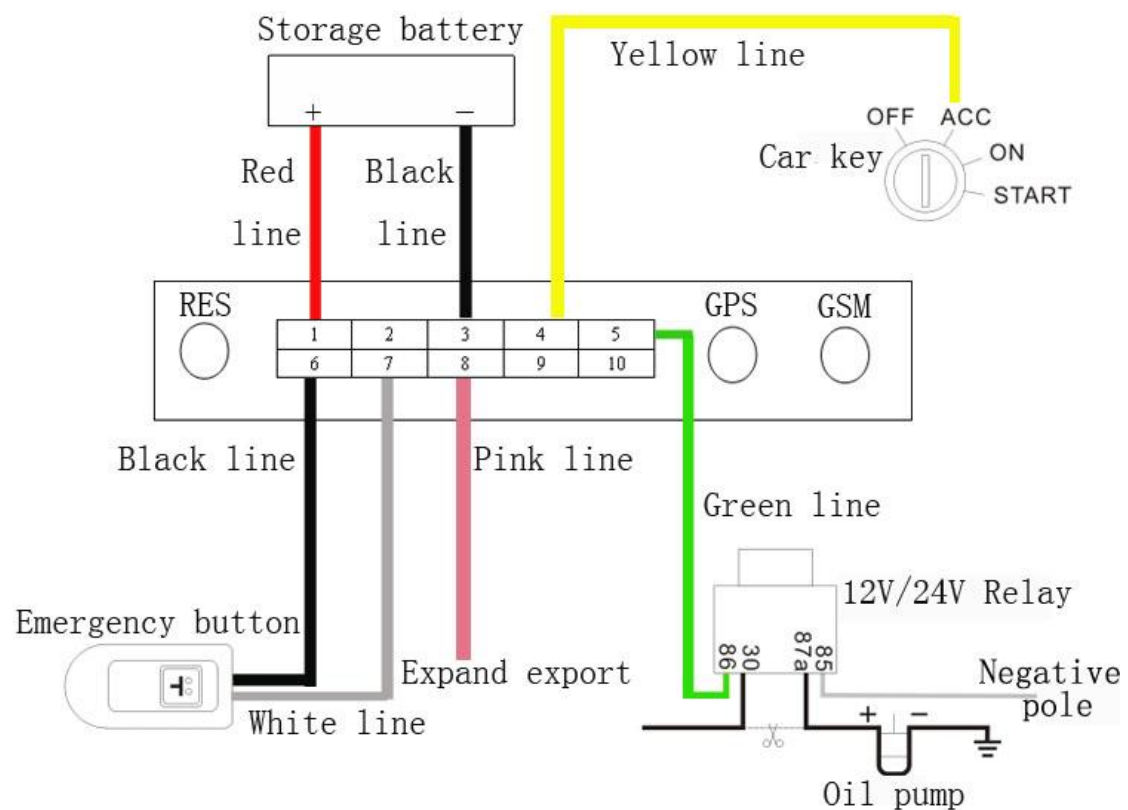 Storage battery
+ −
Yellow line
OFF ACC
Car key
ON
START
Red
line
Black
line
RES
GPS
GSM
1 2 3 4 5
6 7 8 9 10
Black line
Pink line
Green line
12V/24V Relay
86 30 87a 85
Emergency button
Expand export
Negative
pole
White line
+ −
Oil pump